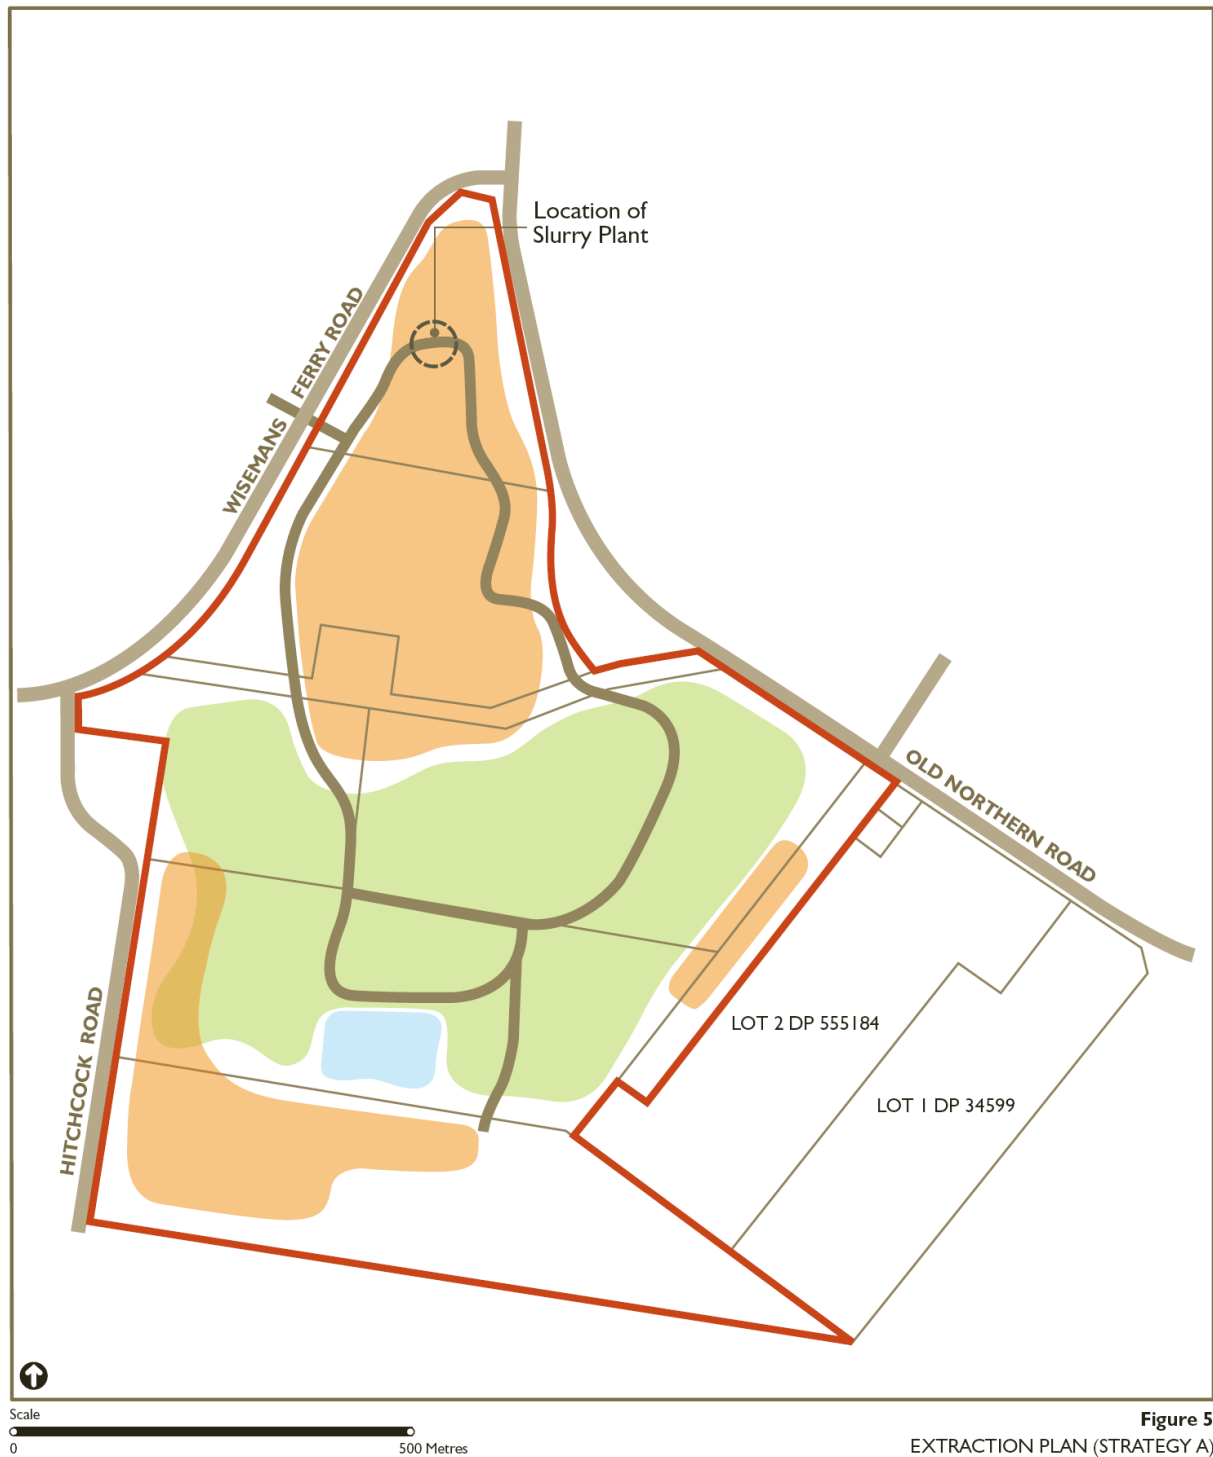 Location of
Slurry Plant
WISEMANS FERRY ROAD
OLD NORTHERN ROAD
HITCHCOCK ROAD
LOT 2 DP 555184
LOT 1 DP 34599
Scale
0
500 Metres
Figure 5
EXTRACTION PLAN (STRATEGY A)